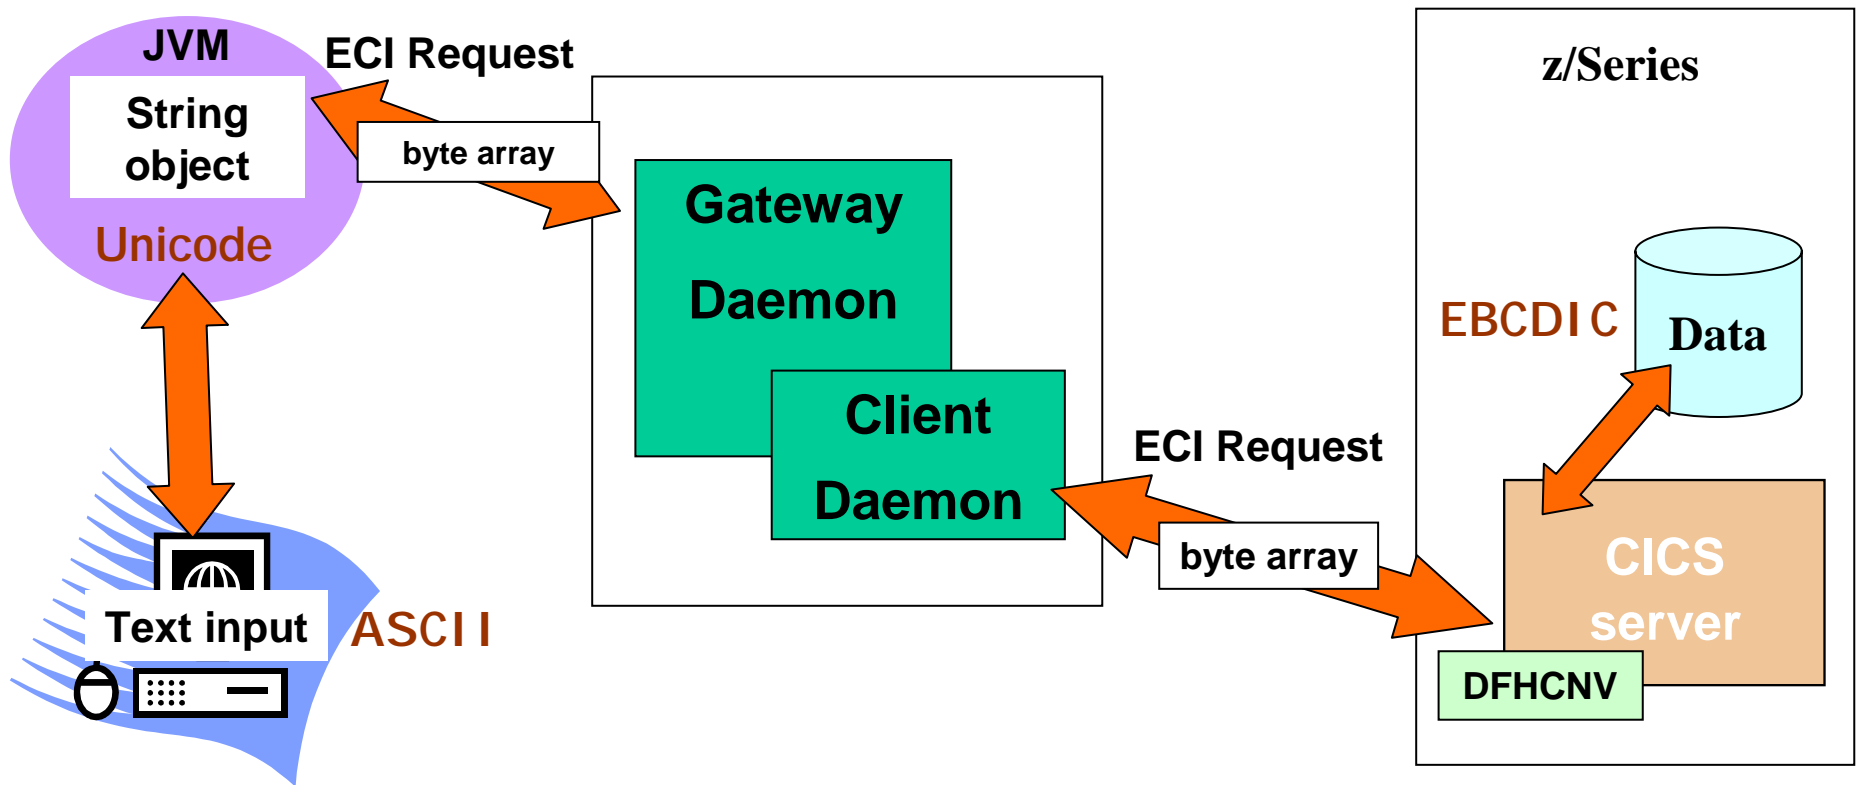 JVM
String
object
Unicode
ECI Request
byte array
Text input
ASCII
Gateway
Daemon
Client
Daemon
ECI Request
byte array
z/Series
EBCDIC
Data
CICS
server
DFHCNV